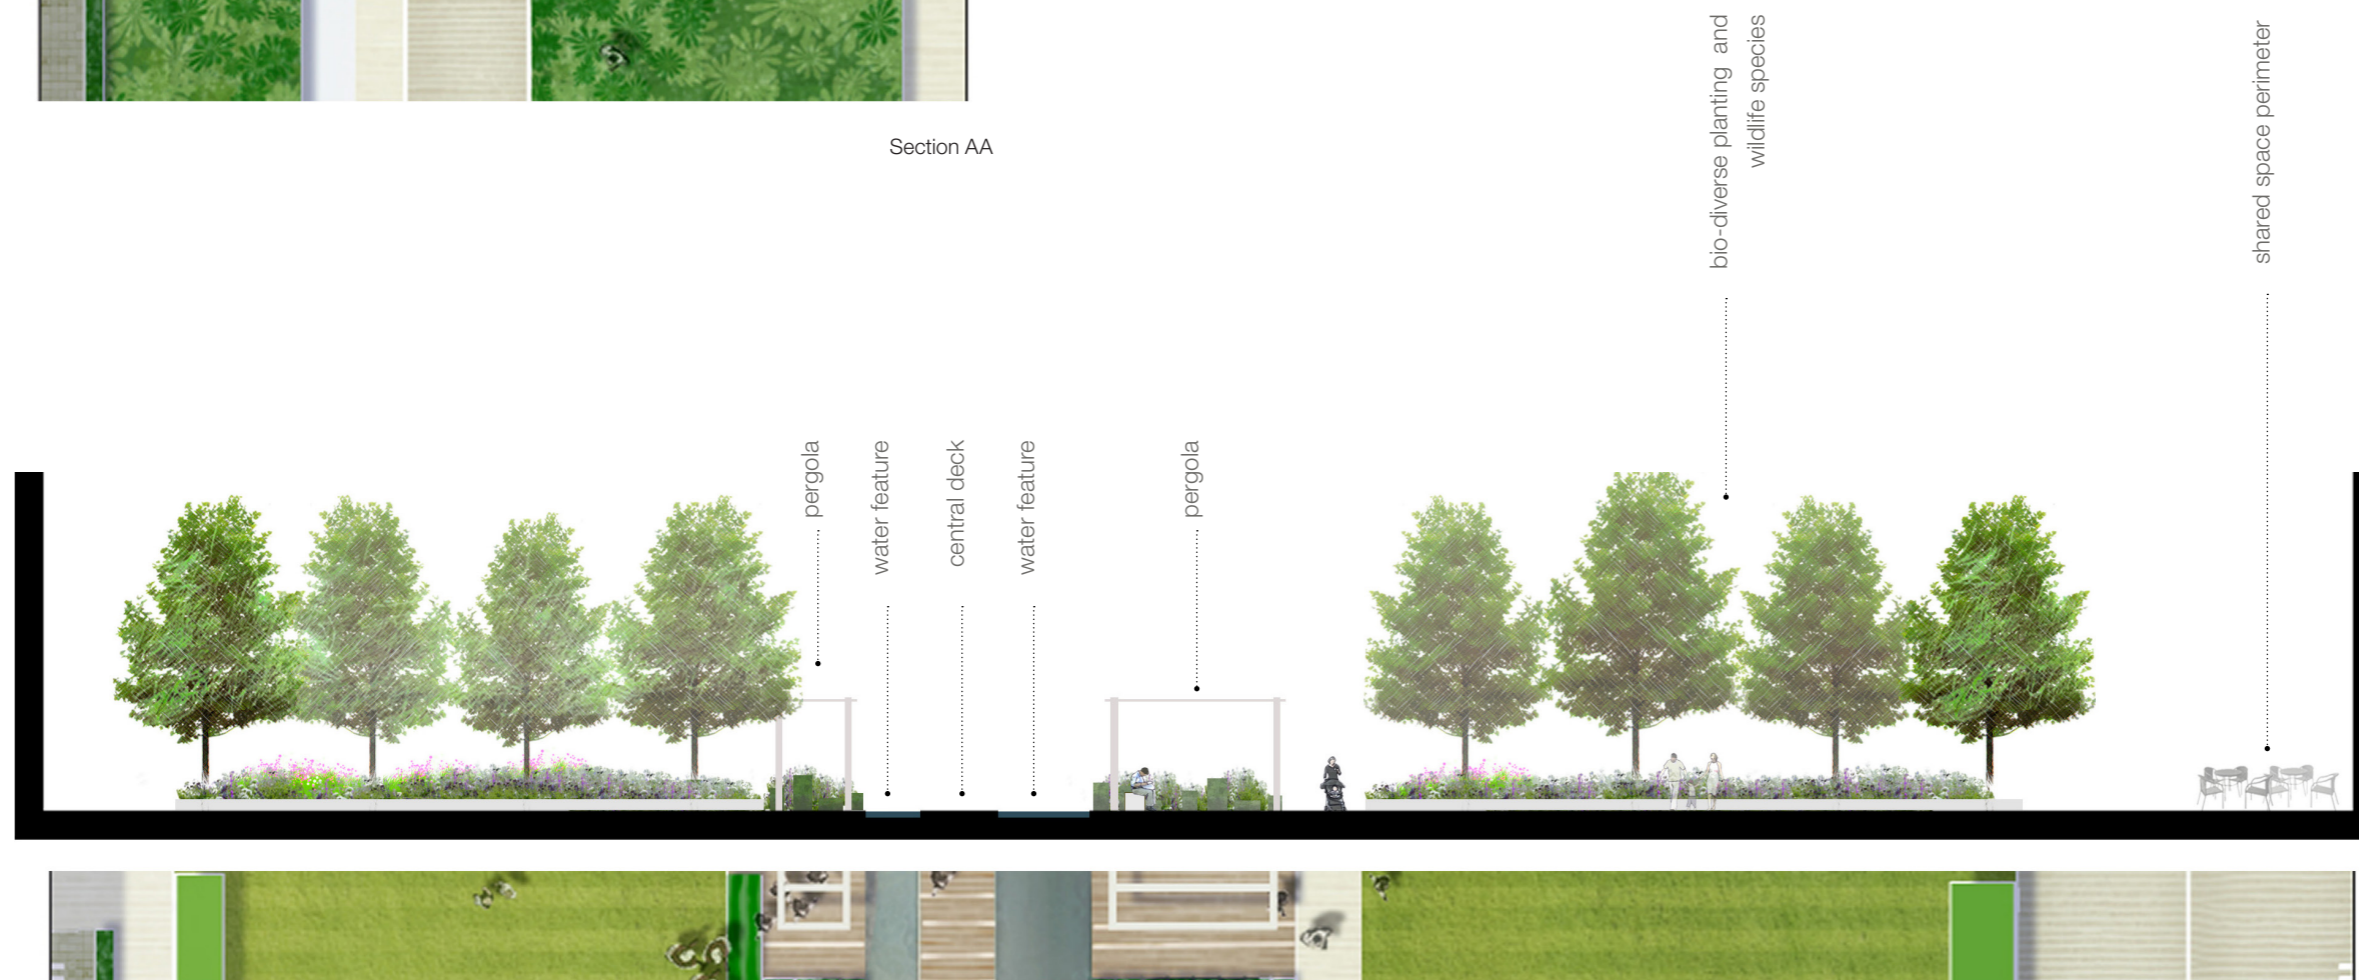 Section AA
bio-diverse planting and
wildlife species
shared space perimeter
pergola
water feature
central deck
water feature
pergola